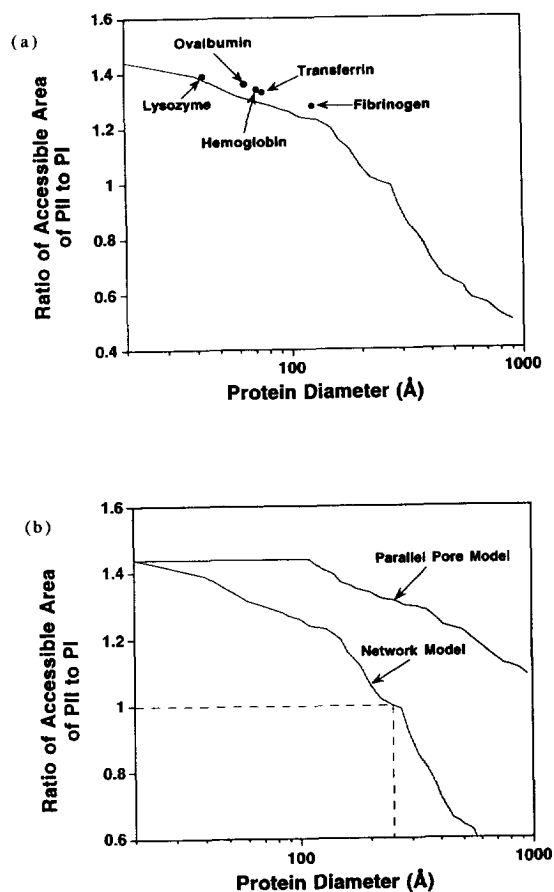 (a)
1.6
1.4
1.2
1
0.8
0.6
0.4
Ratio of Accessible Area
of PII to PI
Ovalbumin
Transferrin
Lysozyme
Fibrinogen
Hemoglobin
100
1000
Protein Diameter (Å)
(b)
1.6
1.4
1.2
1
0.8
0.6
Ratio of Accessible Area
of PII to PI
Parallel Pore Model
Network Model
100
1000
Protein Diameter (Å)